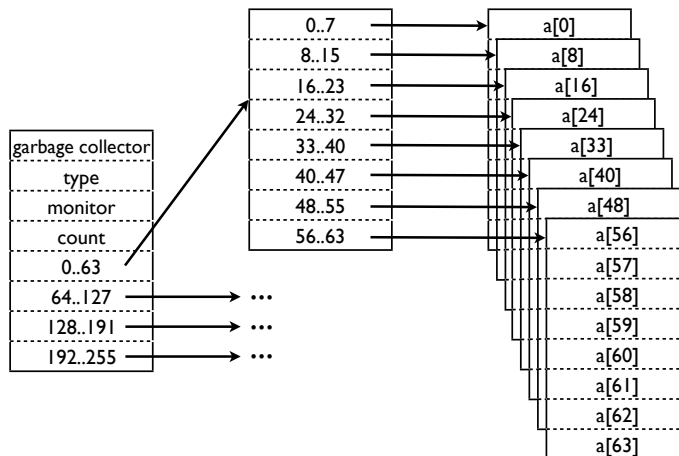 garbage collector
type
monitor
count
0..63
64..127
128..191
192..255
...
...
...
0..7
8..15
16..23
24..32
33..40
40..47
48..55
56..63
a[0]
a[8]
a[16]
a[24]
a[33]
a[40]
a[48]
a[56]
a[57]
a[58]
a[59]
a[60]
a[61]
a[62]
a[63]